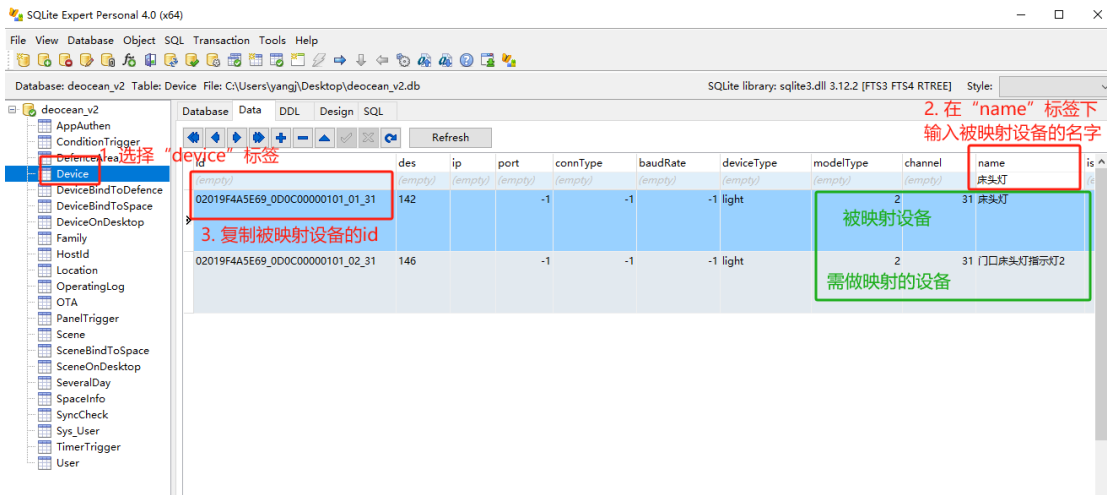 SQLite Expert Personal 4.0 (x64)
File View Database Object SQL Transaction Tools Help
Database: deocean_v2 Table: Device File: C:\Users\yangj\Desktop\deocean_v2.db SQLite library: sqlite3.dll 3.12.2 [FTS3 FTS4 RTREE] Style:
deocean_v2
AppAuthen
ConditionTrigger
DefenceArea
Device
DeviceBindToDefence
DeviceBindToSpace
DeviceOnDesktop
Family
HostId
Location
OperatingLog
OTA
PanelTrigger
Scene
SceneBindToSpace
SceneOnDesktop
SeveralDay
SpaceInfo
SyncCheck
Sys_User
TimerTrigger
User
Database Data DDL Design SQL
Refresh
1. 选择“device”标签
2. 在“name”标签下
输入被映射设备的名字
id des ip port connType baudRate deviceType modelType channel name is
(empty) (empty) (empty) (empty) (empty) (empty) (empty) (empty) (empty) 床头灯
02019F4A5E69_0D0C00000101_01_31 142 -1 -1 -1 light 2 31 床头灯
3. 复制被映射设备的id
被映射设备
02019F4A5E69_0D0C00000101_02_31 146 -1 -1 -1 light 2 31 门口床头灯指示灯2
需做映射的设备